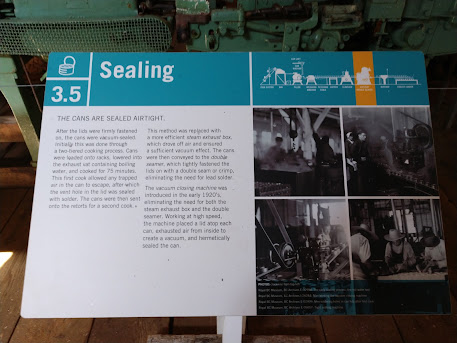 Sealing
3.5
THE CANS ARE SEALED AIRTIGHT.
After the lids were firmly fastened
on, the cans were vacuum-sealed.
Initially this was done through
a two-tiered cooking process. Cans
were loaded onto racks, lowered into
the exhaust vat containing boiling
water, and cooked for 75 minutes.
This first cook allowed any trapped
air in the can to escape, after which
the vent hole in the lid was sealed
with solder. The cans were then sent
onto the retorts for a second cook.
This method was replaced with
a more efficient steam exhaust box,
which drove off air and ensured
a sufficient vacuum effect. The cans
were then conveyed to the double
seamer, which tightly fastened the
lids on with a double seam or crimp,
eliminating the need for lead solder.
The vacuum closing machine was
introduced in the early 1920's,
eliminating the need for both the
steam exhaust box and the double
seamer. Working at high speed,
the machine placed a lid atop each
can, exhausted air from inside to
create a vacuum, and hermetically
sealed the can.